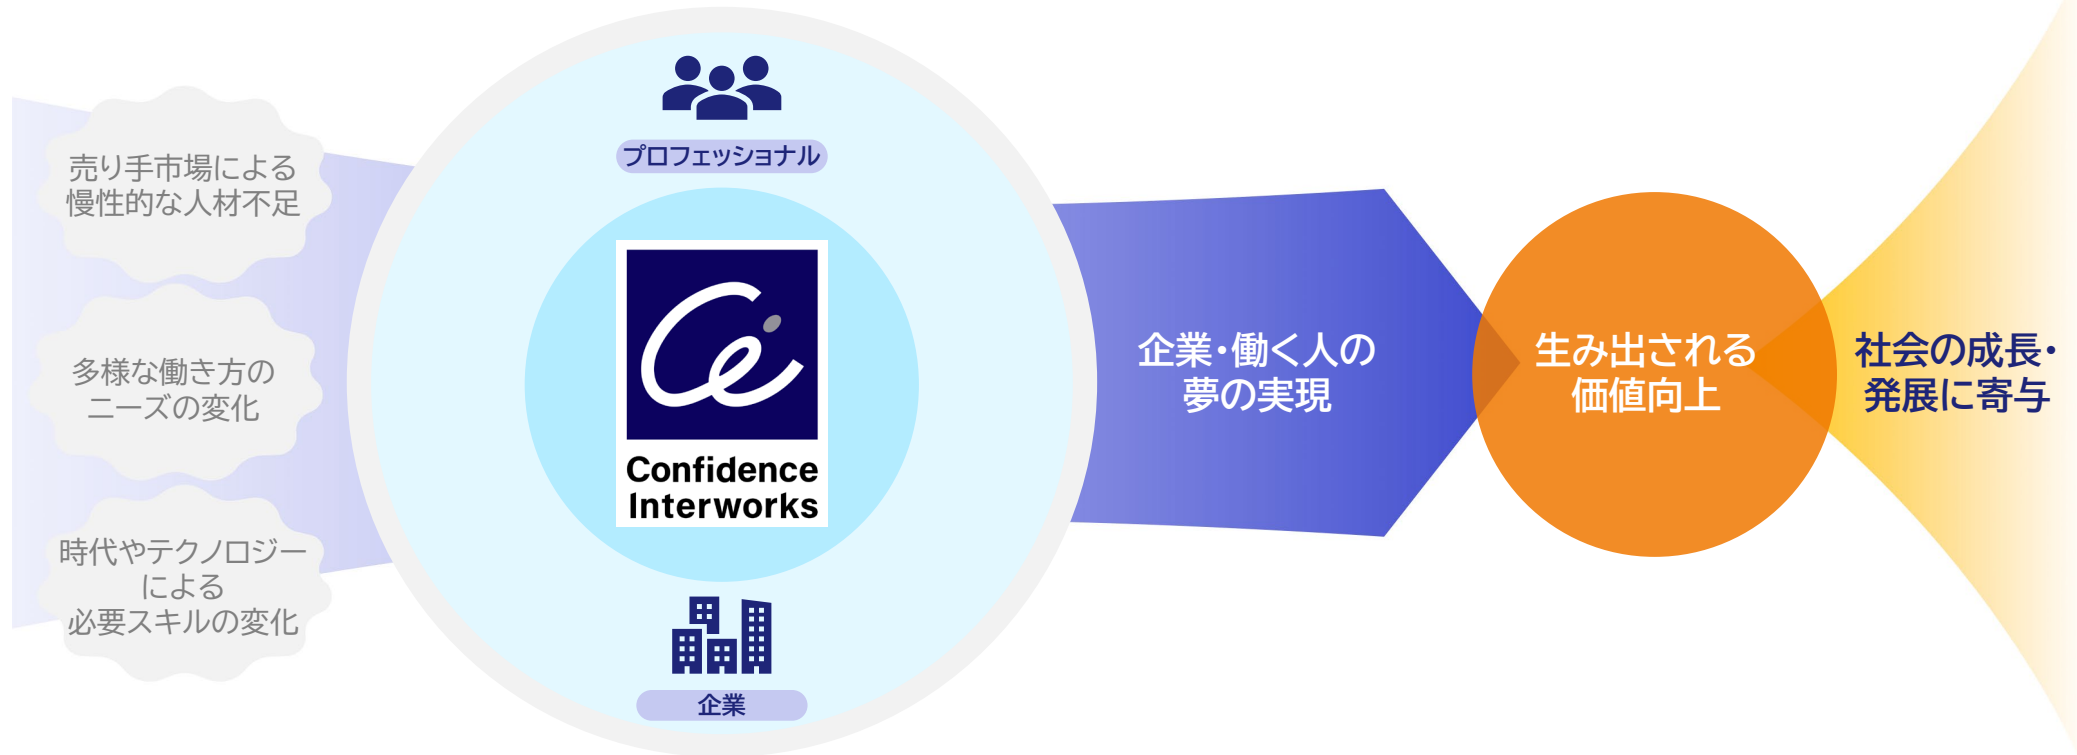 売り手市場による
慢性的な人材不足
多様な働き方の
ニーズの変化
時代やテクノロジー
による
必要スキルの変化
プロフェッショナル
Ci
Confidence
Interworks
企業
企業・働く人の
夢の実現
生み出される
価値向上
社会の成長・
発展に寄与